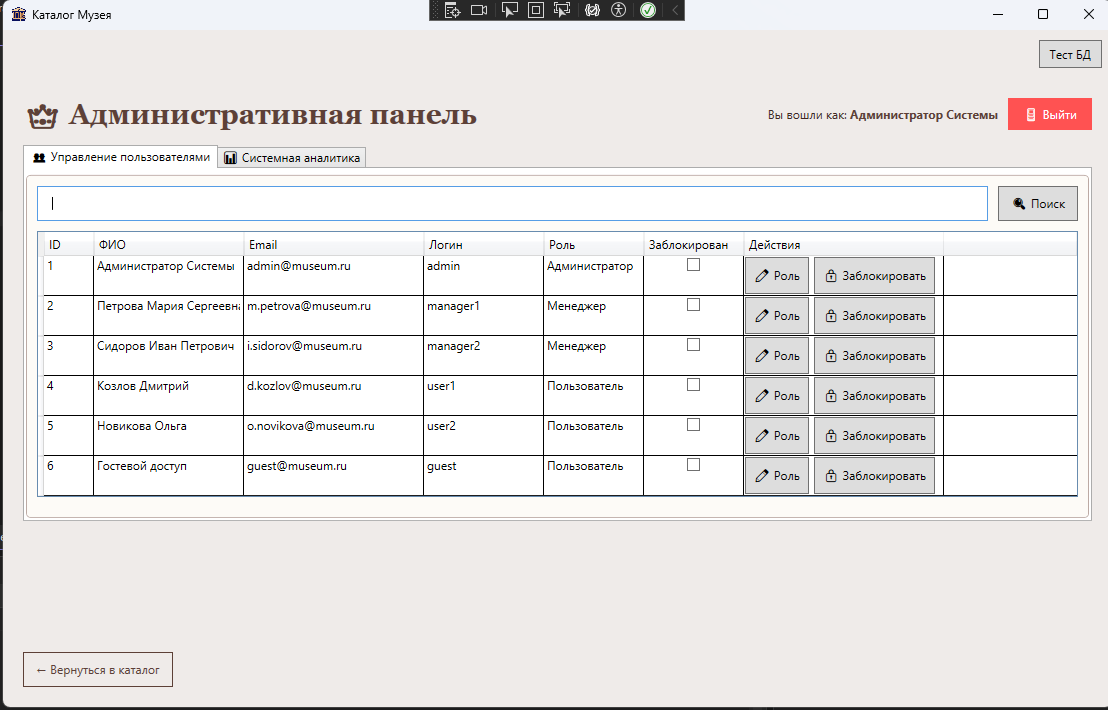 Каталог Музея
Тест БД
Административная панель
Вы вошли как: Администратор Системы
Выйти
Управление пользователями
Системная аналитика
Поиск
ID ФИО Email Логин Роль Заблокирован Действия
1 Администратор Системы admin@museum.ru admin Администратор Роль Заблокировать
2 Петрова Мария Сергеевна m.petrova@museum.ru manager1 Менеджер Роль Заблокировать
3 Сидоров Иван Петрович i.sidorov@museum.ru manager2 Менеджер Роль Заблокировать
4 Козлов Дмитрий d.kozlov@museum.ru user1 Пользователь Роль Заблокировать
5 Новикова Ольга o.novikova@museum.ru user2 Пользователь Роль Заблокировать
6 Гостевой доступ guest@museum.ru guest Пользователь Роль Заблокировать
← Вернуться в каталог